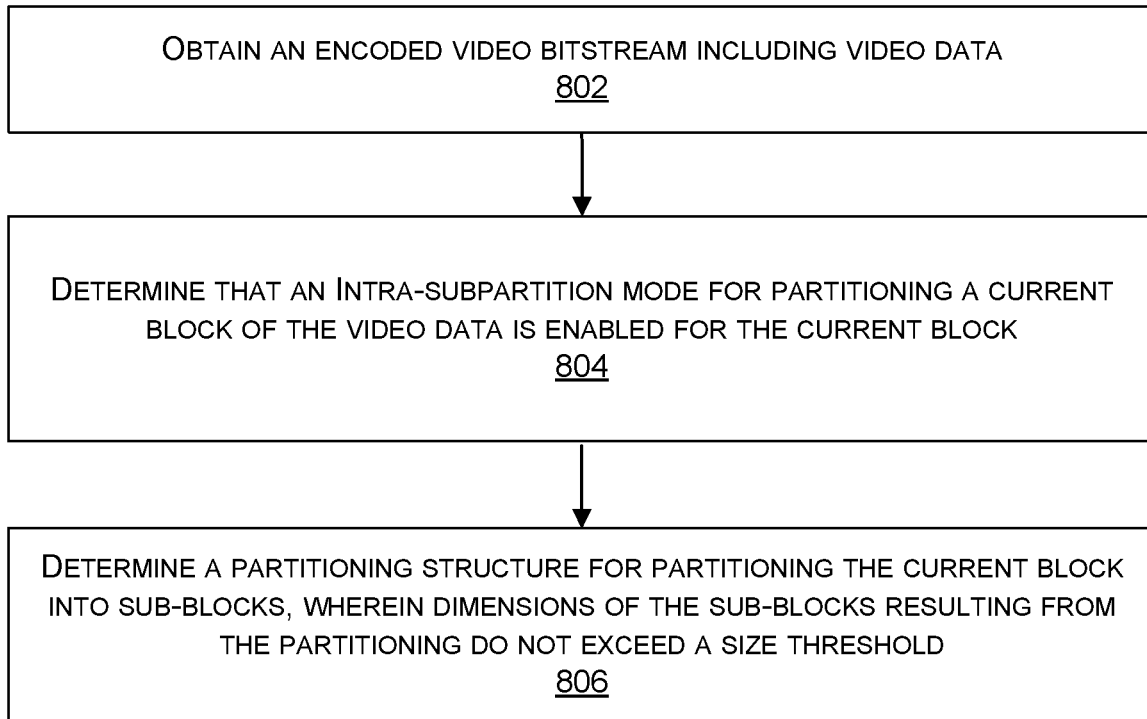 OBTAIN AN ENCODED VIDEO BITSTREAM INCLUDING VIDEO DATA
802
DETERMINE THAT AN INTRA-SUBPARTITION MODE FOR PARTITIONING A CURRENT
BLOCK OF THE VIDEO DATA IS ENABLED FOR THE CURRENT BLOCK
804
DETERMINE A PARTITIONING STRUCTURE FOR PARTITIONING THE CURRENT BLOCK
INTO SUB-BLOCKS, WHEREIN DIMENSIONS OF THE SUB-BLOCKS RESULTING FROM
THE PARTITIONING DO NOT EXCEED A SIZE THRESHOLD
806